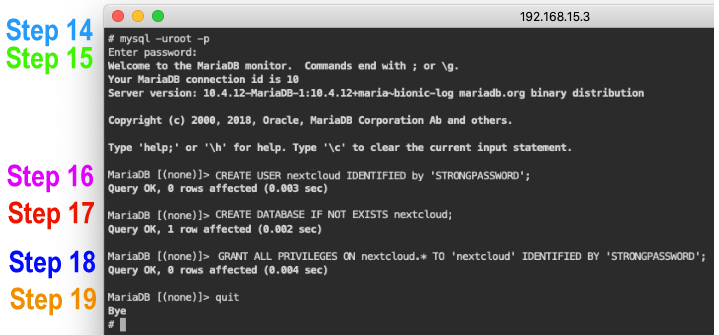 192.168.15.3
Step 14 # mysql -uroot -p
Step 15 Enter password:
Welcome to the MariaDB monitor.  Commands end with ; or \g.
Your MariaDB connection id is 10
Server version: 10.4.12-MariaDB-1:10.4.12+maria~bionic-log mariadb.org binary distribution
Copyright (c) 2000, 2018, Oracle, MariaDB Corporation Ab and others.
Type 'help;' or '\h' for help. Type '\c' to clear the current input statement.
Step 16 MariaDB [(none)]> CREATE USER nextcloud IDENTIFIED by 'STRONGPASSWORD';
Query OK, 0 rows affected (0.003 sec)
Step 17 MariaDB [(none)]> CREATE DATABASE IF NOT EXISTS nextcloud;
Query OK, 1 row affected (0.002 sec)
Step 18 MariaDB [(none)]> GRANT ALL PRIVILEGES ON nextcloud.* TO 'nextcloud' IDENTIFIED BY 'STRONGPASSWORD';
Query OK, 0 rows affected (0.004 sec)
Step 19 MariaDB [(none)]> quit
Bye
#